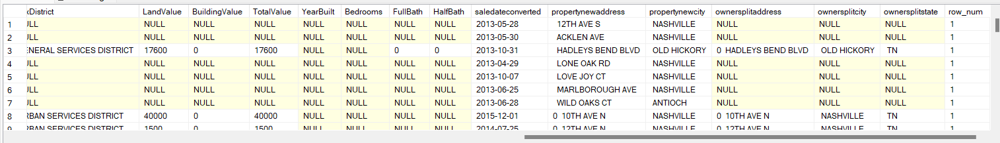 xDistrict LandValue BuildingValue TotalValue YearBuilt Bedrooms FullBath HalfBath saledateconverted propertynewaddress propertynewcity ownersplitaddress ownersplitcity ownersplitstate row_num
1 ULL NULL NULL NULL NULL NULL NULL NULL 2013-05-28 12TH AVE S NASHVILLE NULL NULL NULL 1
2 ULL NULL NULL NULL NULL NULL NULL NULL 2013-05-30 ACKLEN AVE NASHVILLE NULL NULL NULL 1
3 ENERAL SERVICES DISTRICT 17600 0 17600 NULL NULL 0 0 2013-10-31 HADLEYS BEND BLVD OLD HICKORY 0 HADLEYS BEND BLVD OLD HICKORY TN 1
4 ULL NULL NULL NULL NULL NULL NULL NULL 2013-04-29 LONE OAK RD NASHVILLE NULL NULL NULL 1
5 ULL NULL NULL NULL NULL NULL NULL NULL 2013-10-07 LOVE JOY CT NASHVILLE NULL NULL NULL 1
6 ULL NULL NULL NULL NULL NULL NULL NULL 2013-06-25 MARLBOROUGH AVE NASHVILLE NULL NULL NULL 1
7 ULL NULL NULL NULL NULL NULL NULL NULL 2013-06-28 WILD OAKS CT ANTIOCH NULL NULL NULL 1
8 RBAN SERVICES DISTRICT 40000 0 40000 NULL NULL NULL NULL 2015-12-01 0 10TH AVE N NASHVILLE 0 10TH AVE N NASHVILLE TN 1
9 RBAN SERVICES DISTRICT 1500 0 1500 NULL NULL NULL NULL 2014-07-25 0 12TH AVE N NASHVILLE 0 12TH AVE N NASHVILLE TN 1